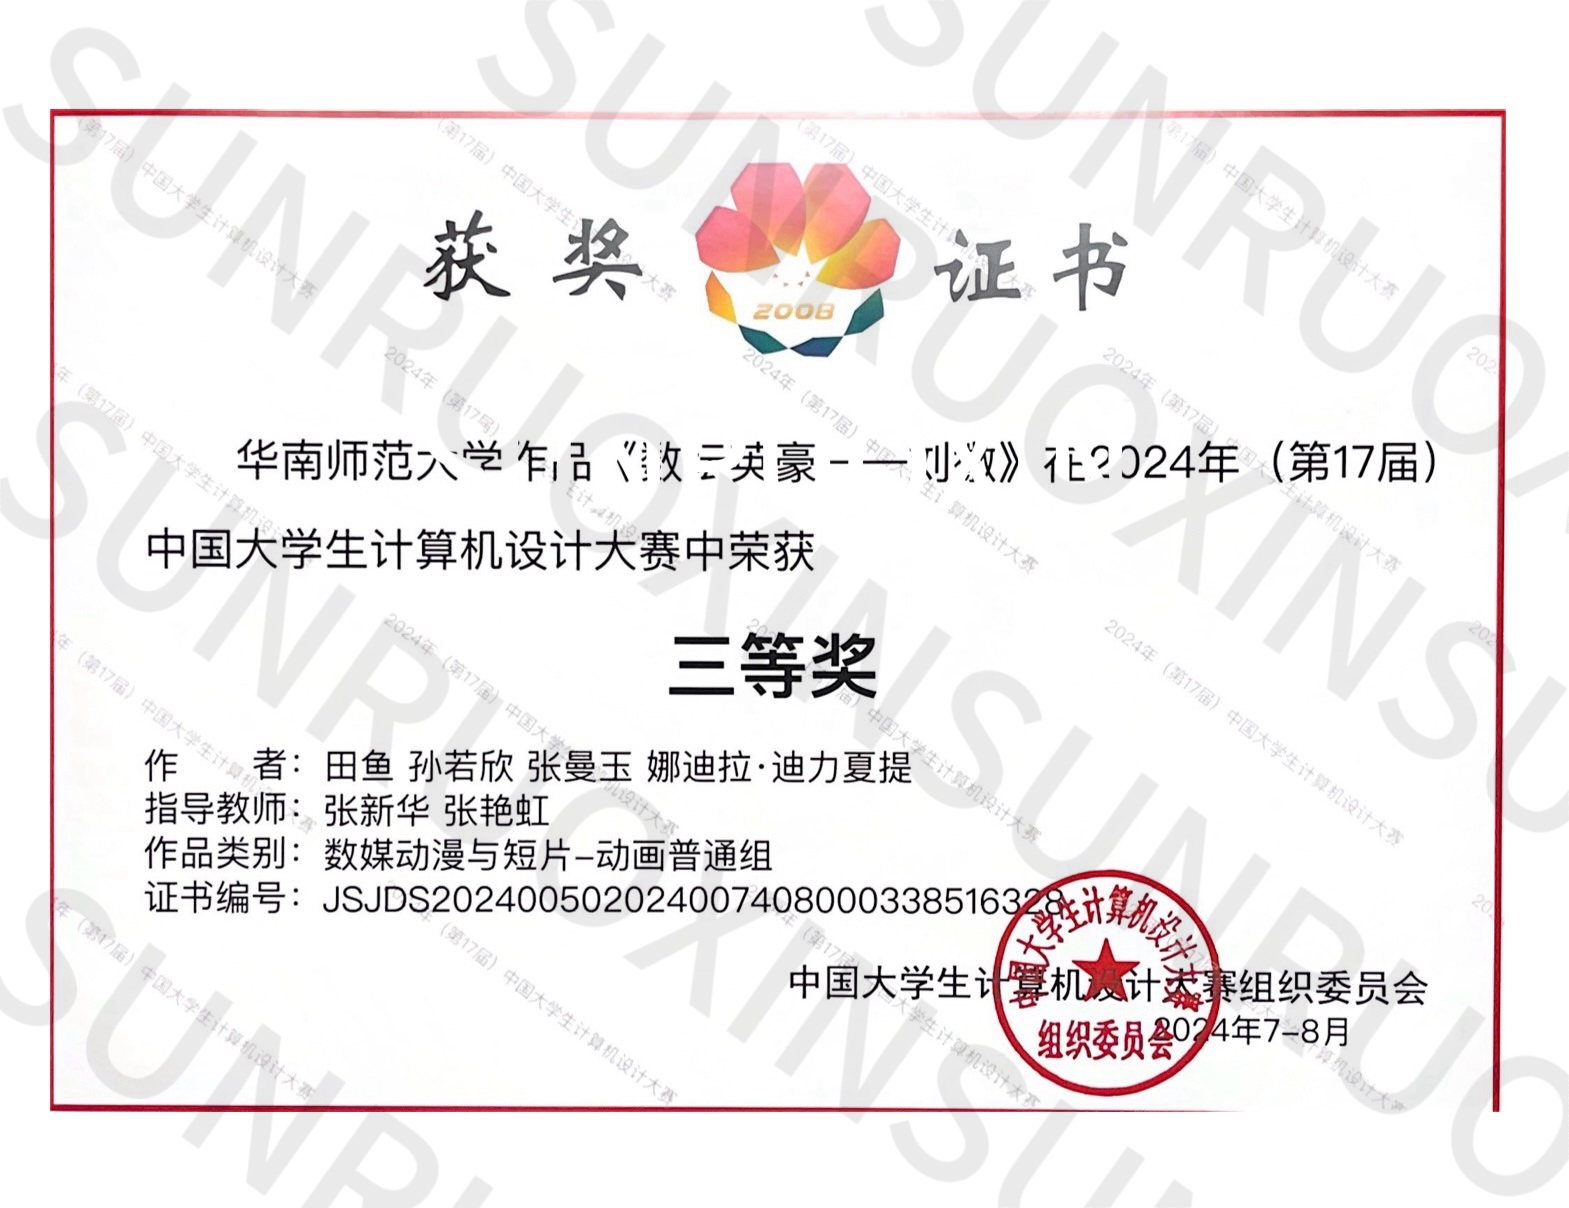 获奖证书
2008
华南师范大学作品《数云英豪——刘徽》在2024年（第17届）
中国大学生计算机设计大赛中荣获
三等奖
作　　者：田鱼 孙若欣 张曼玉 娜迪拉·迪力夏提
指导教师：张新华 张艳虹
作品类别：数媒动漫与短片–动画普通组
证书编号：JSJDS20240050202400740800033851​6328
中国大学生计算机设计大赛
中国大学生计算机设计大赛组织委员会
组织委员会
2024年7–8月
SUNRUOXIN
2024年（第17届）中国大学生计算机设计大赛